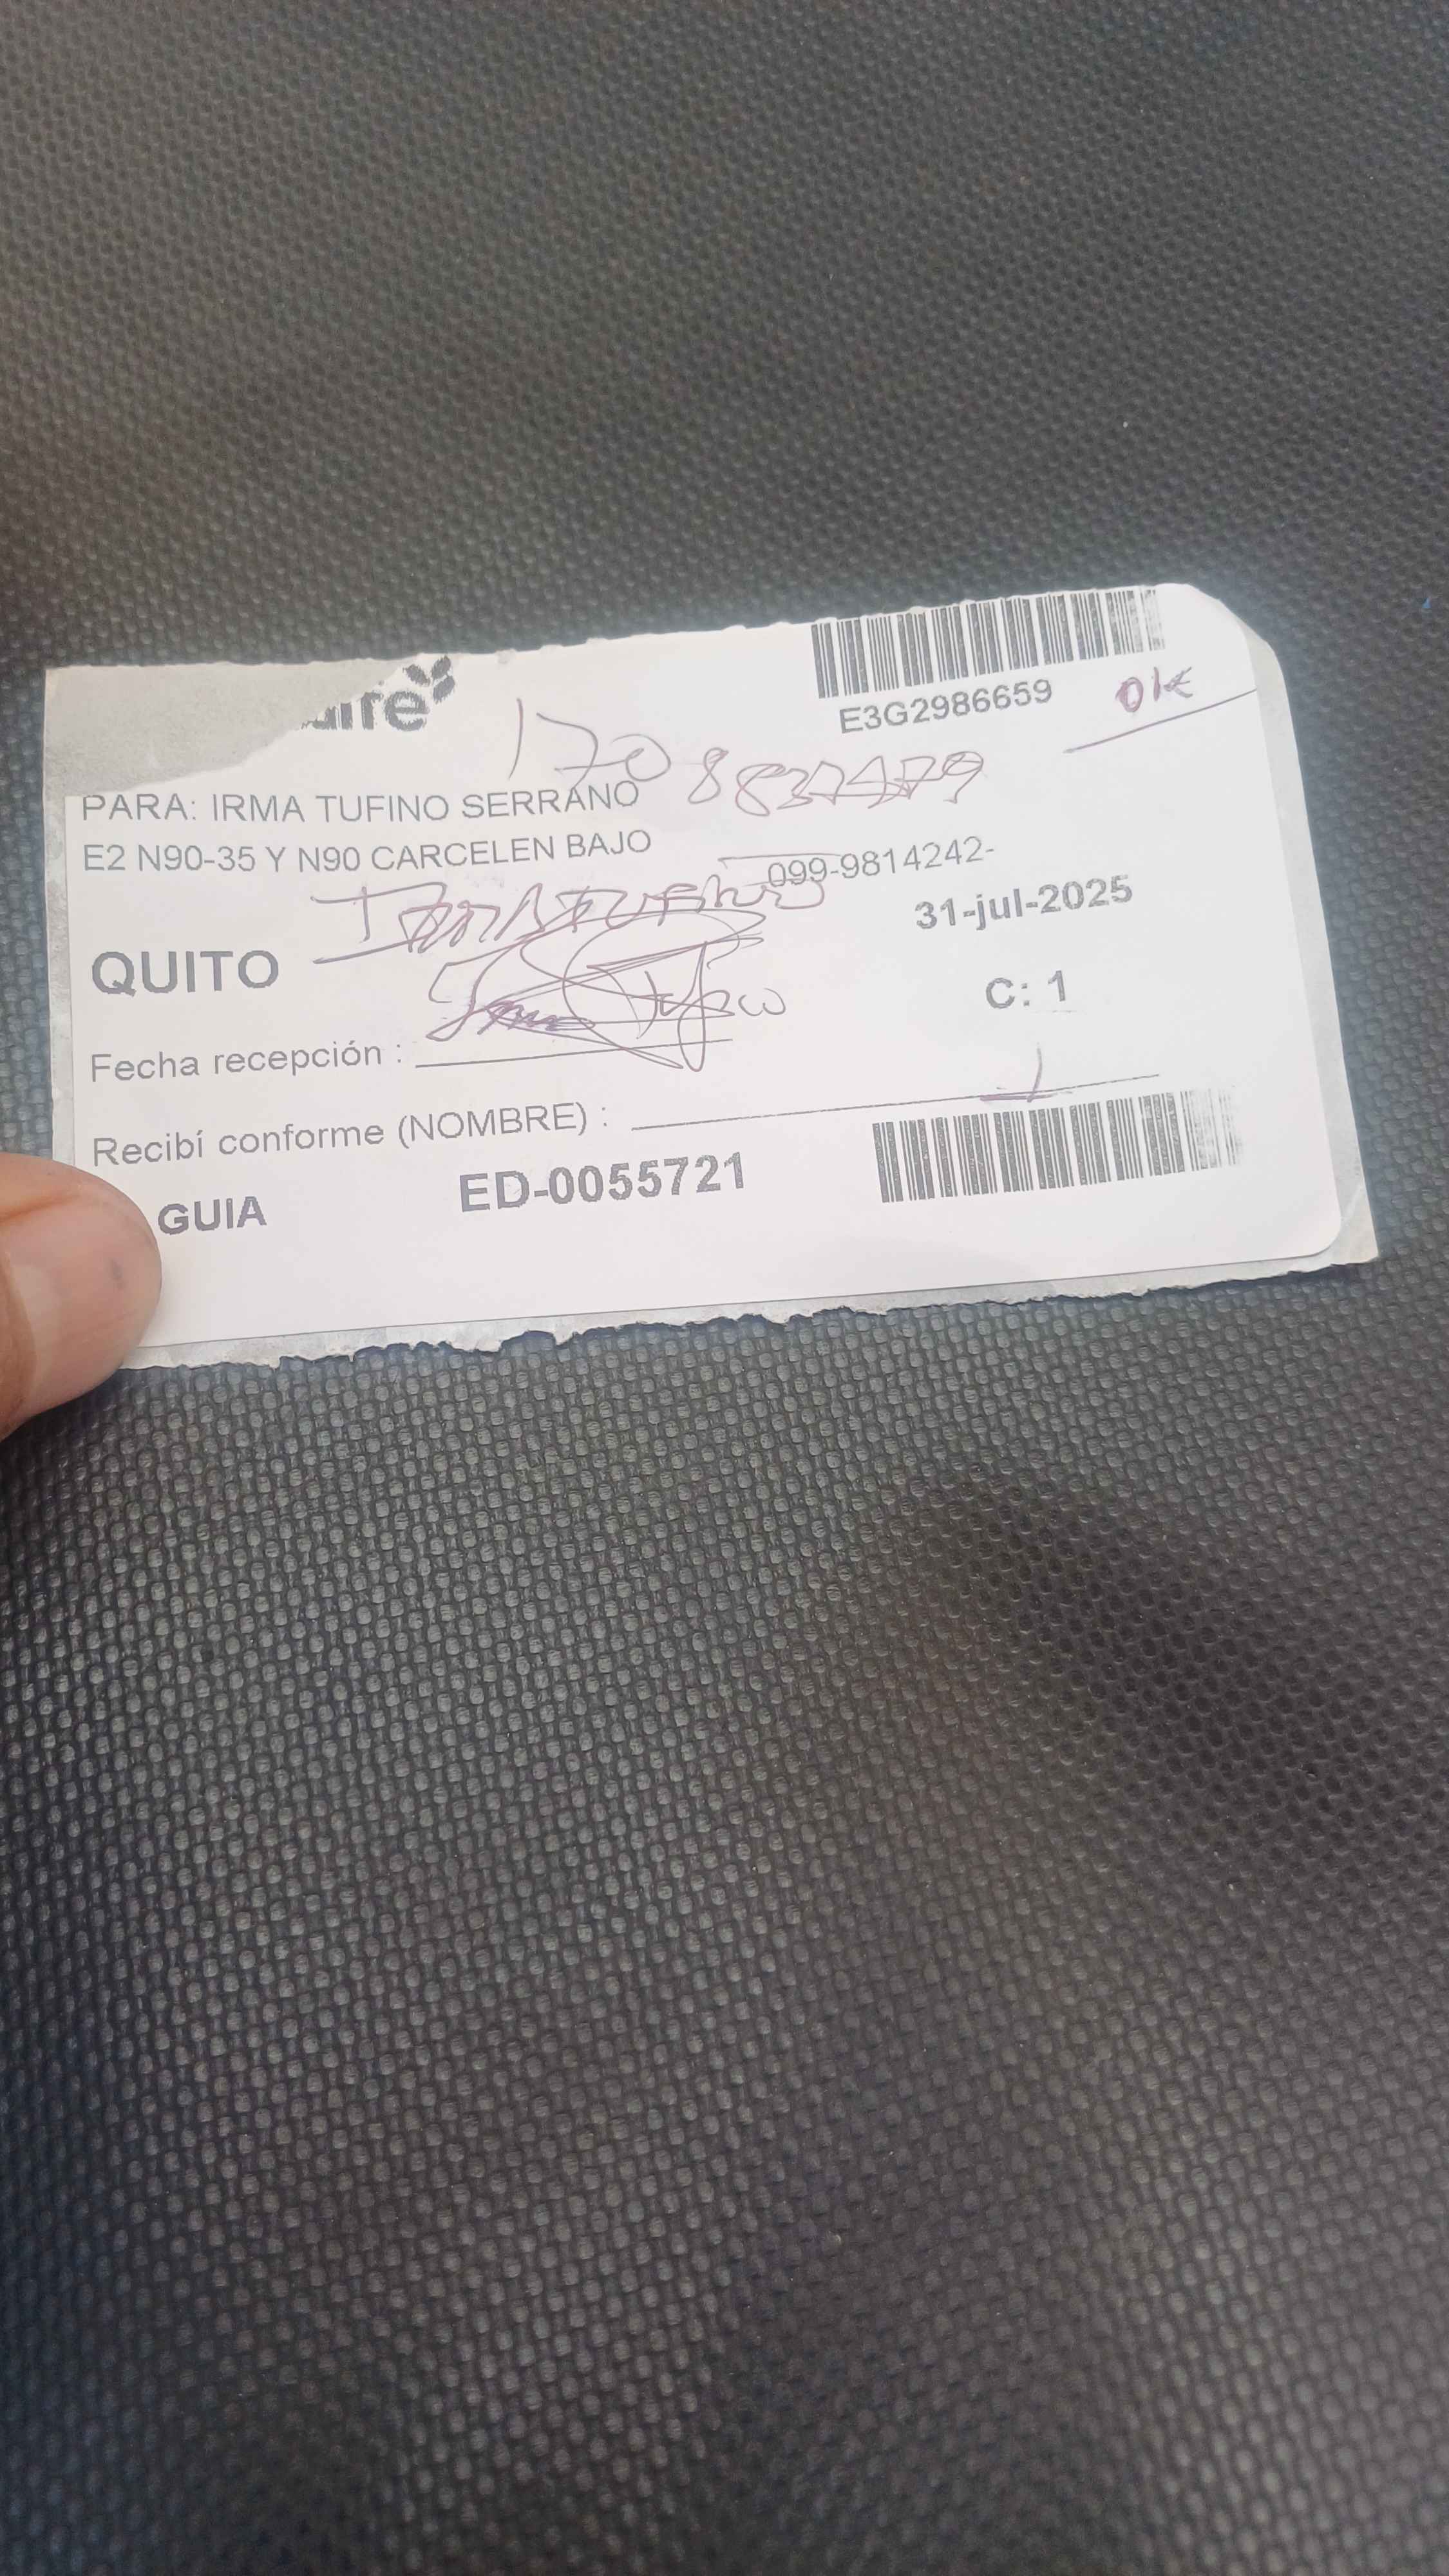 E3G2986659
OK
PARA: IRMA TUFINO SERRANO
E2 N90-35 Y N90 CARCELEN BAJO
099-9814242-
31-jul-2025
QUITO
C: 1
Fecha recepción :
Recibí conforme (NOMBRE) :
GUIA ED-0055721